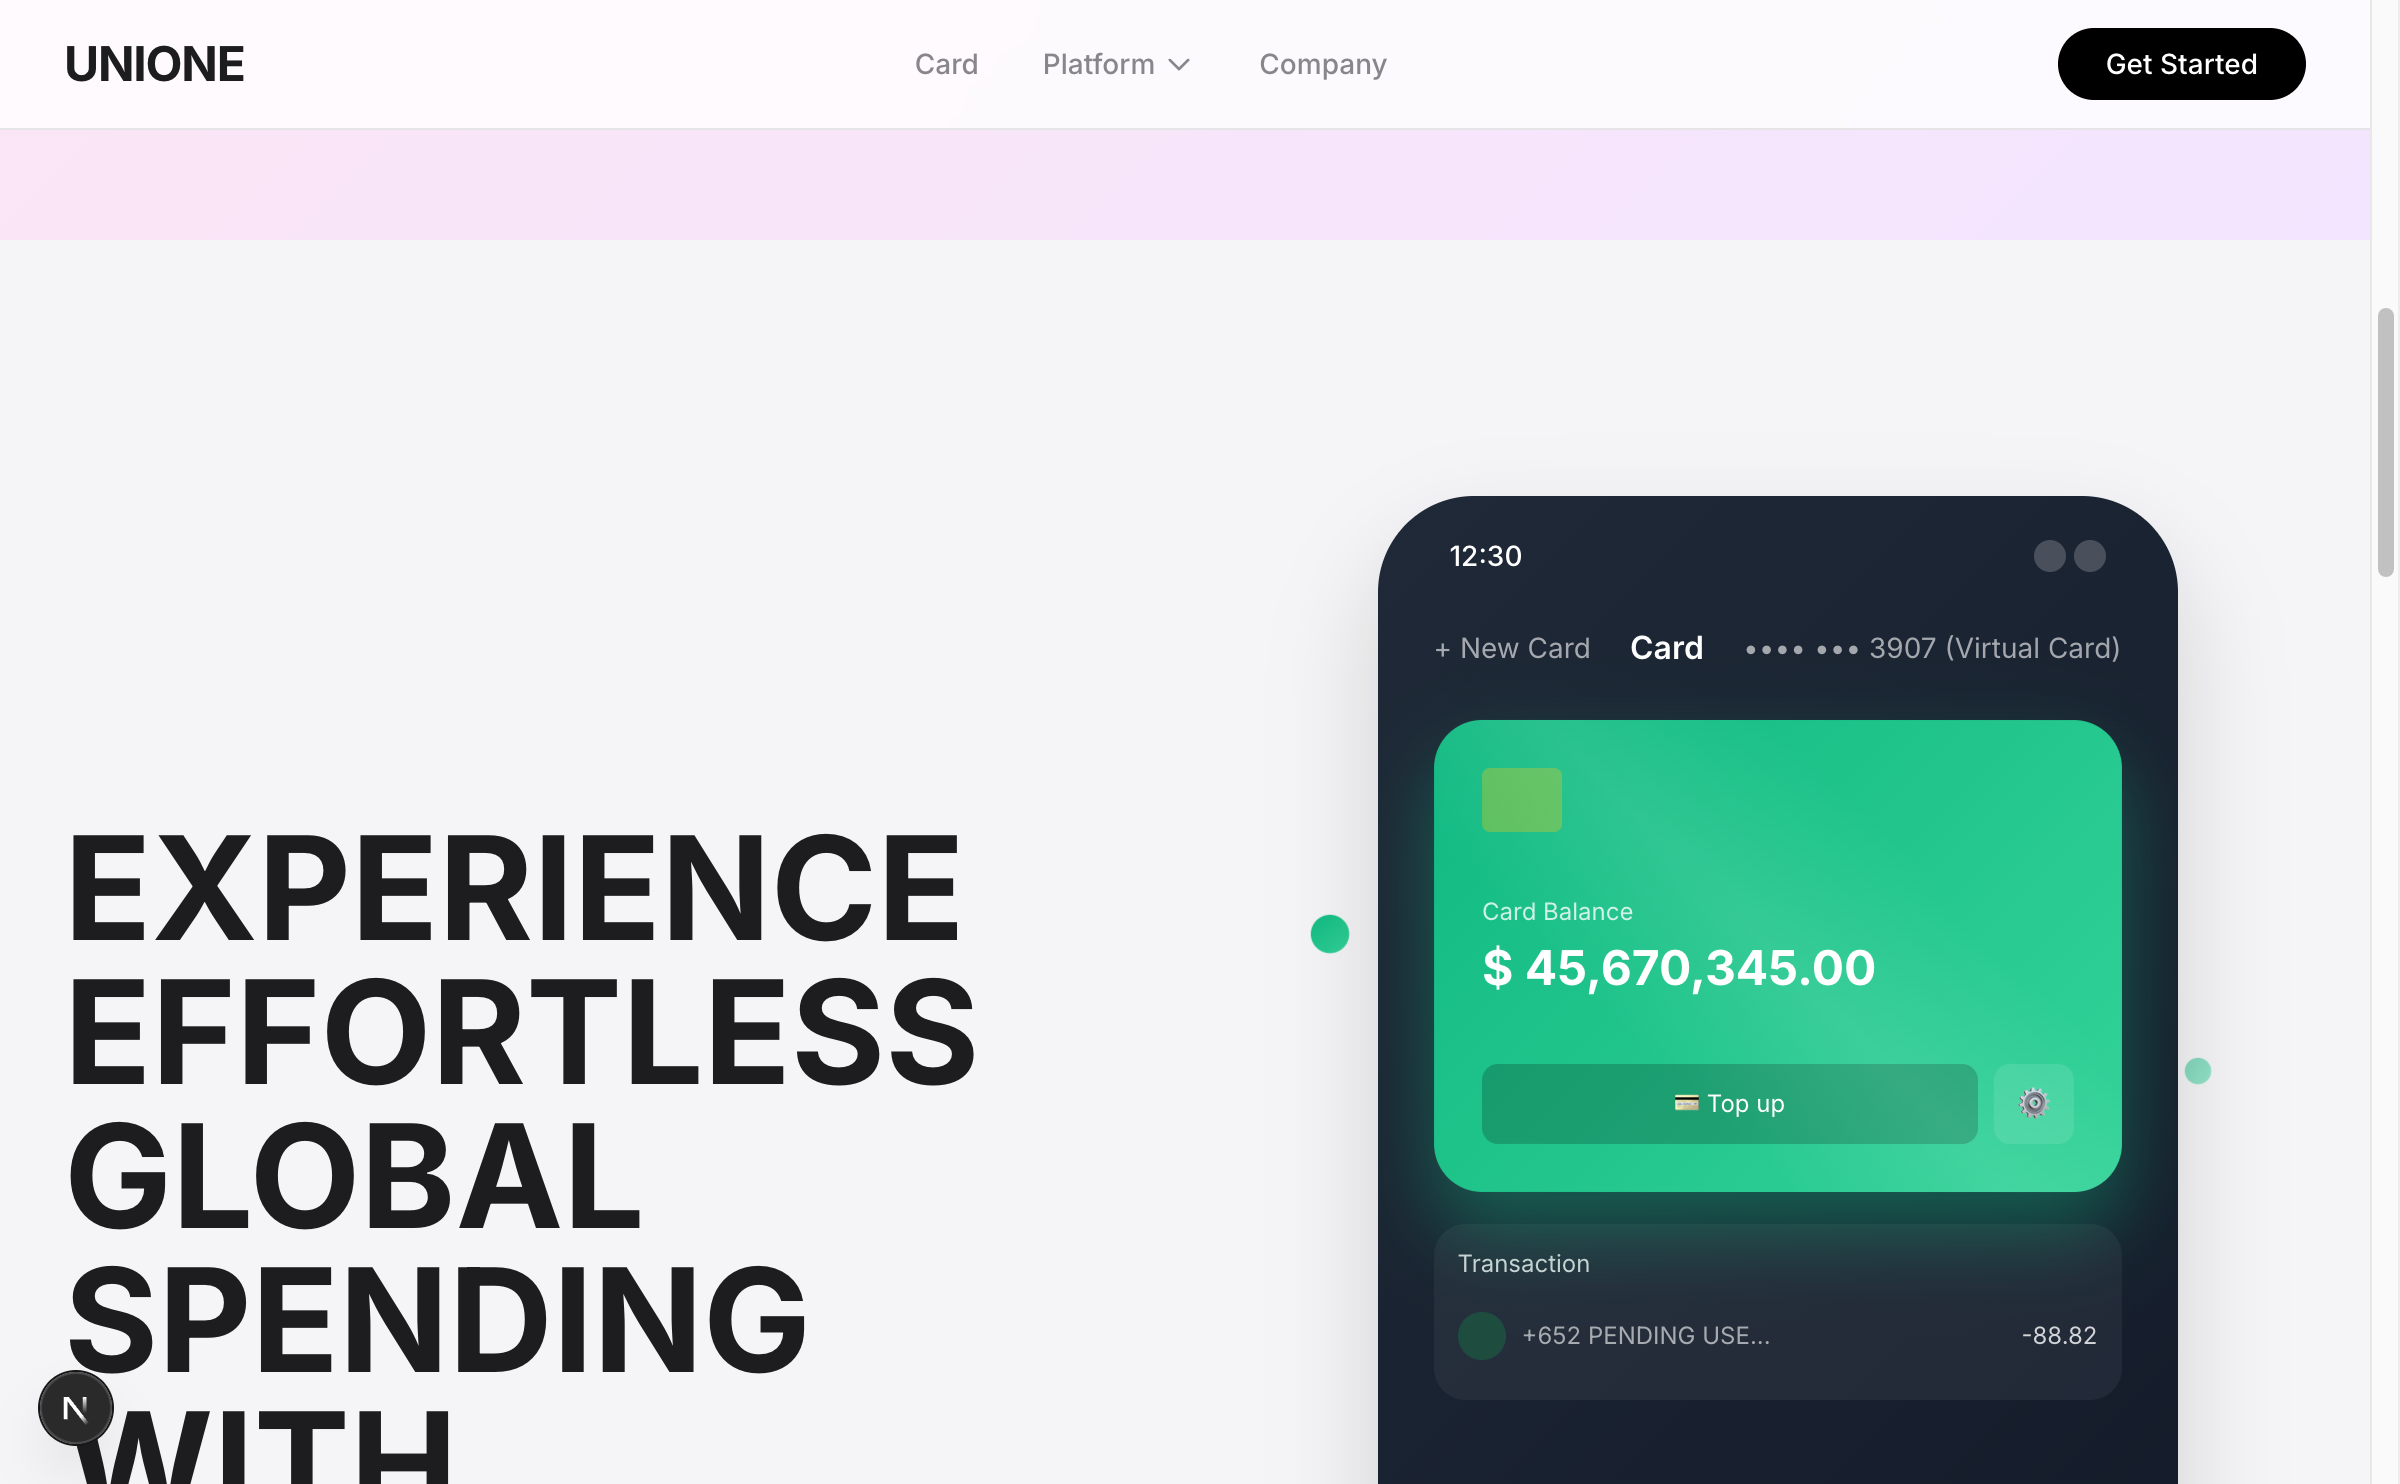 UNIONE
Card
Platform
Company
Get Started
EXPERIENCE
EFFORTLESS
GLOBAL
SPENDING
WITH
N
12:30
+ New Card
Card
•••• ••• 3907 (Virtual Card)
Card Balance
$ 45,670,345.00
💳 Top up
Transaction
+652 PENDING USE...
-88.82